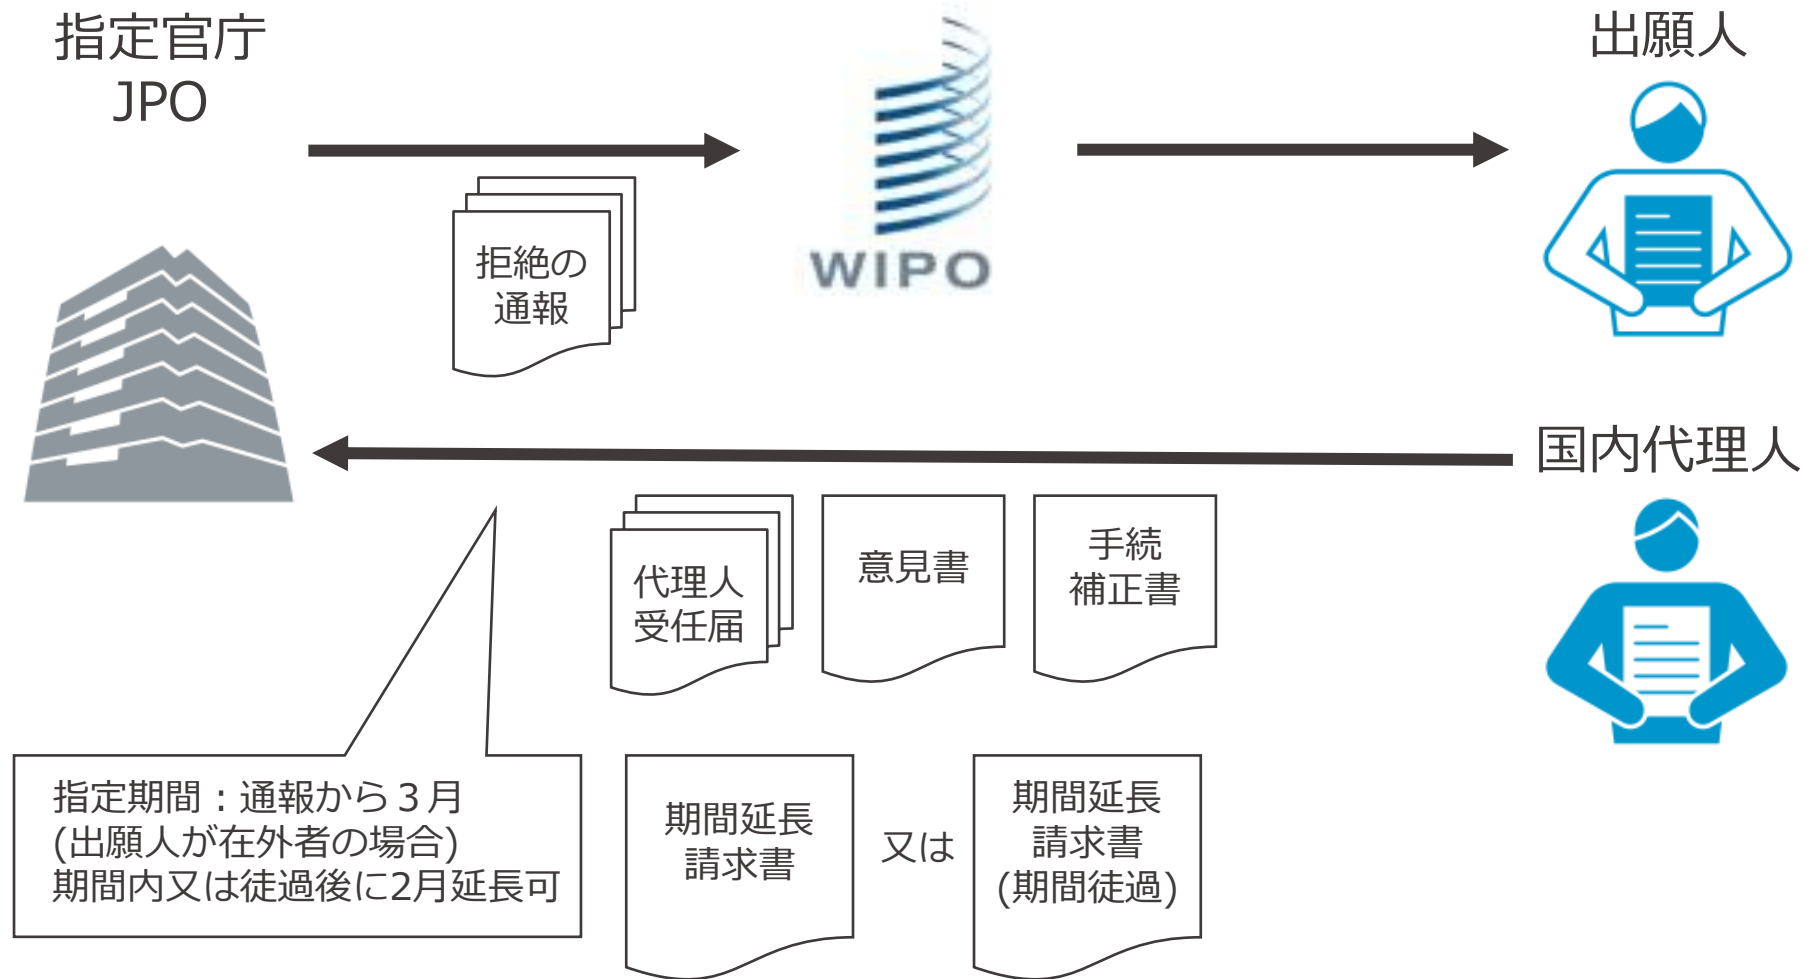 指定官庁
JPO
出願人
WIPO
拒絶の
通報
国内代理人
代理人
受任届
意見書
手続
補正書
指定期間：通報から３月
(出願人が在外者の場合)
期間内又は徒過後に2月延長可
期間延長
請求書
又は
期間延長
請求書
(期間徒過)